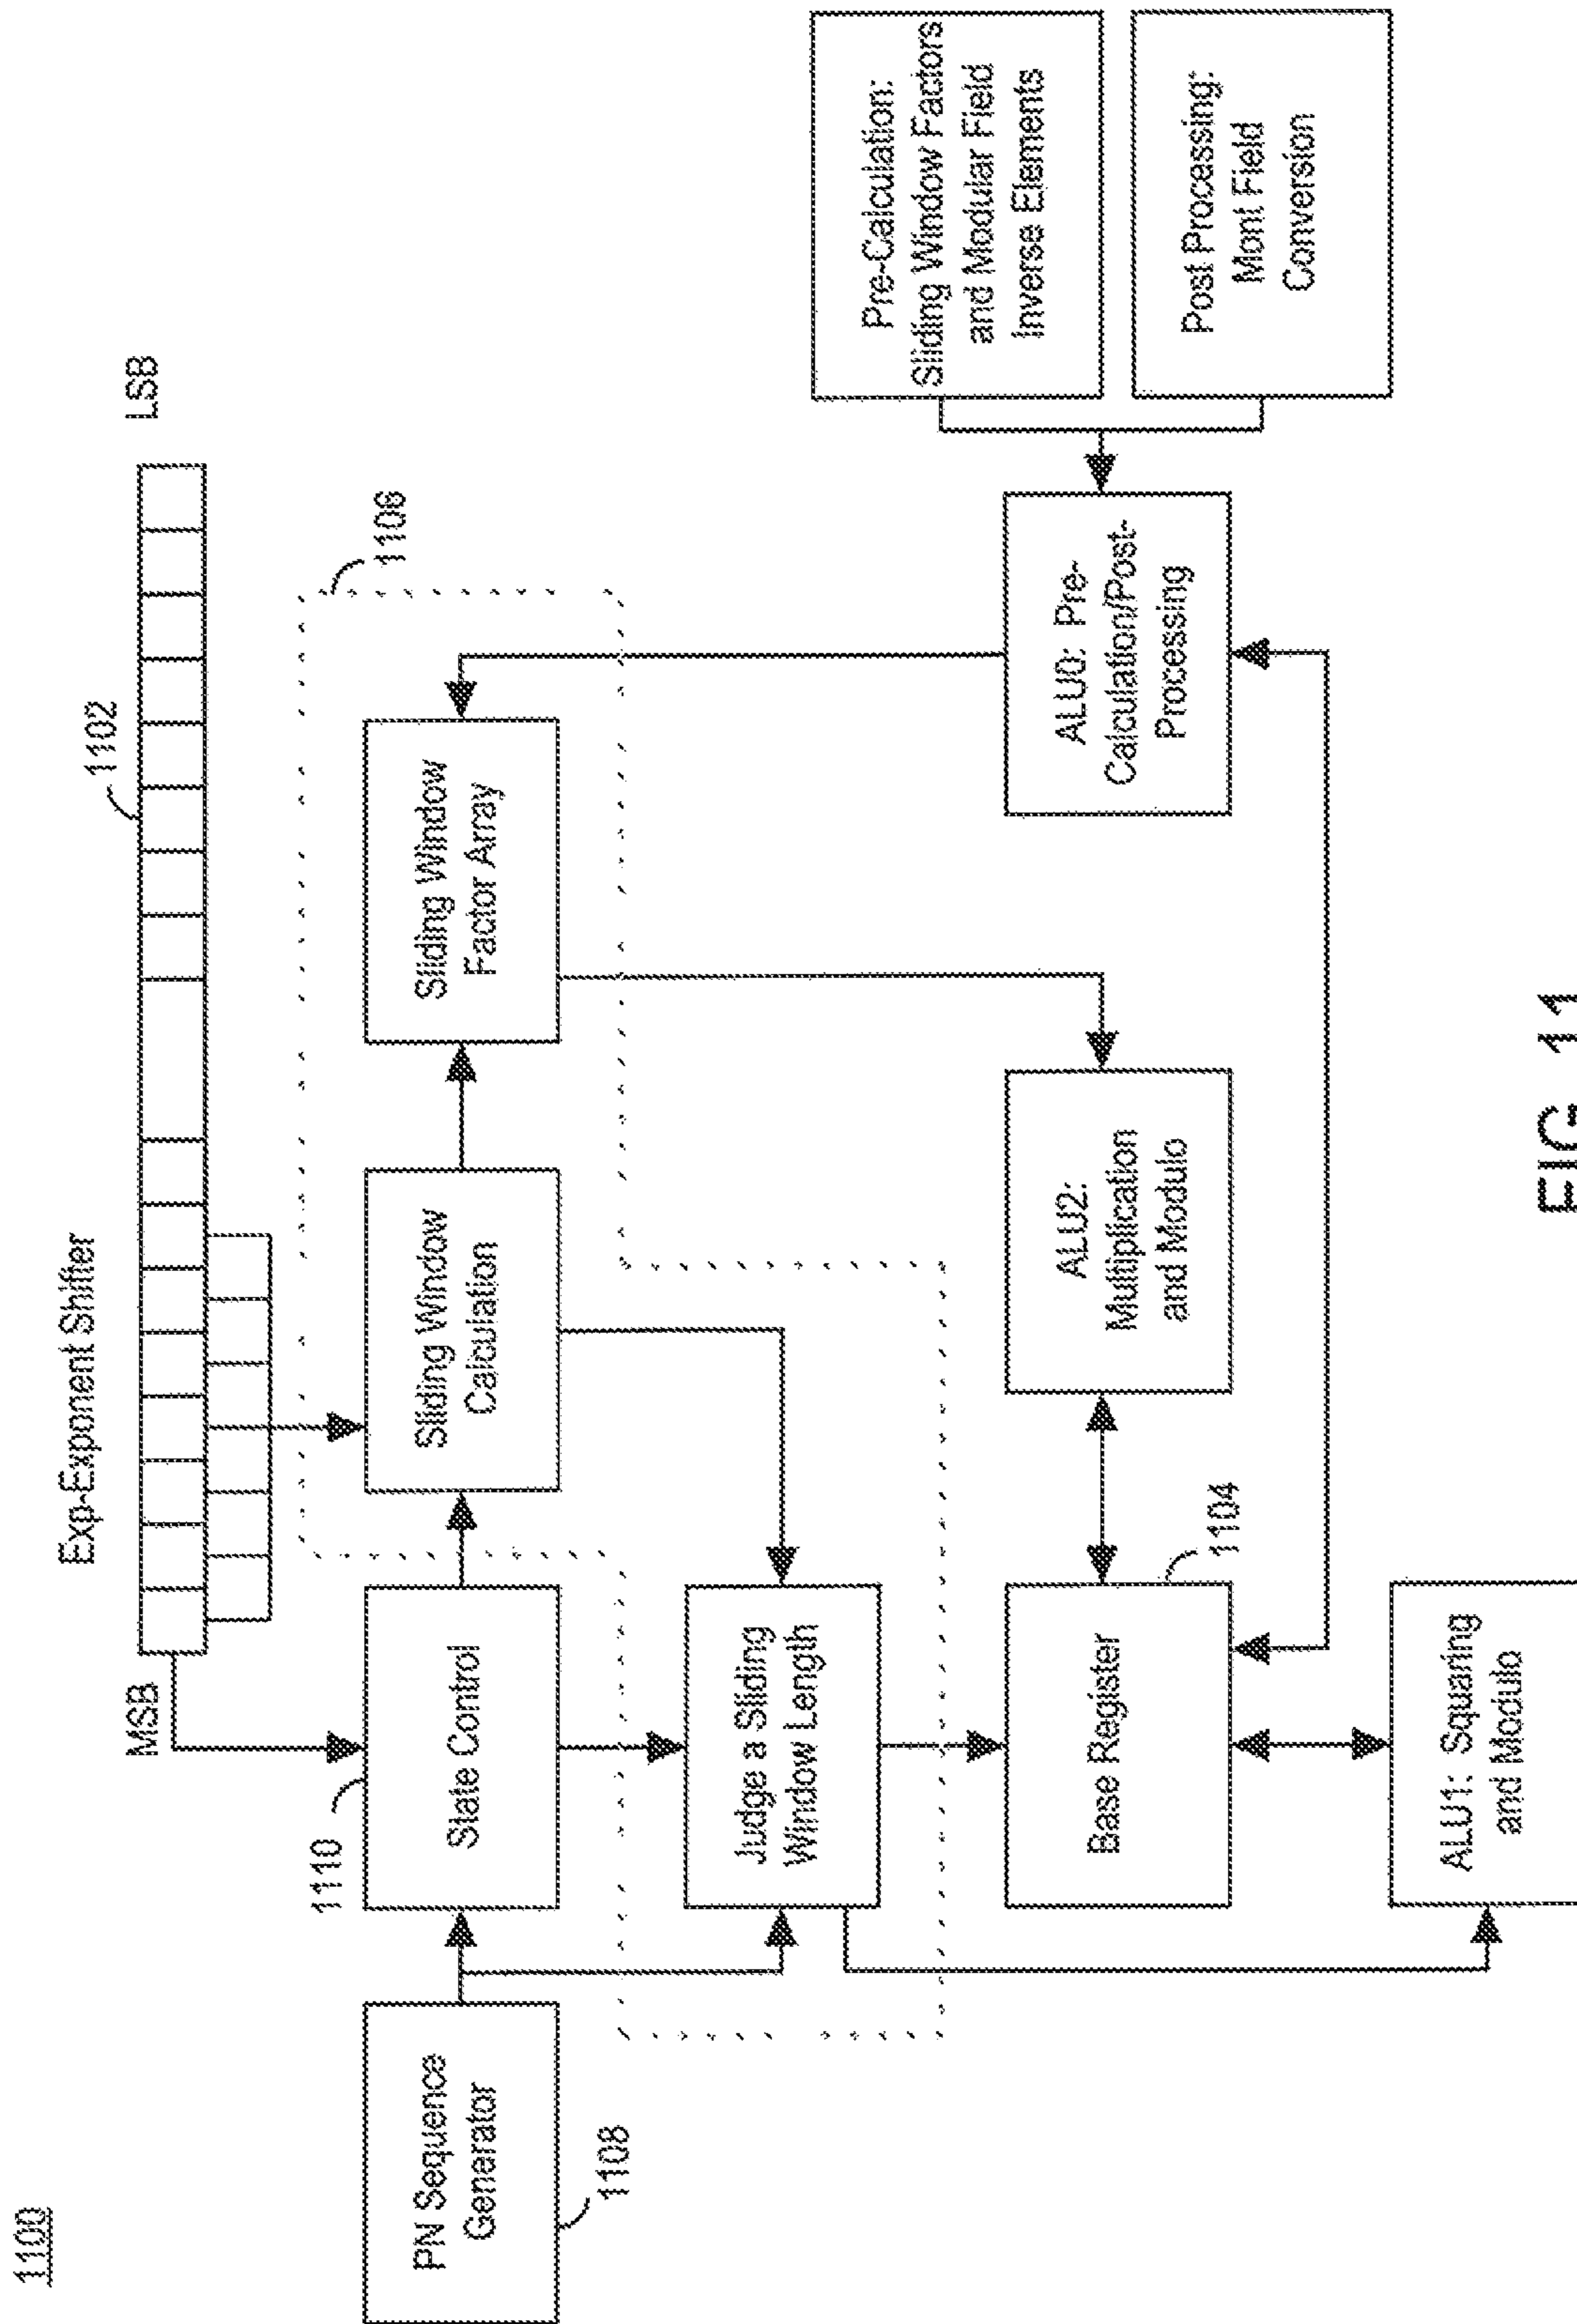 1100
Exp-Exponent Shifter
MSB
LSB
1102
1106
PN Sequence
Generator
1108
1110
State Control
Sliding Window
Calculation
Sliding Window
Factor Array
Judge a Sliding
Window Length
Base Register
1104
ALU2:
Multiplication
and Modulo
ALU0: Pre-
Calculation/Post-
Processing
Pre-Calculation:
Sliding Window Factors
and Modular Field
Inverse Elements
Post Processing:
Mont Field
Conversion
ALU1: Squaring
and Modulo
FIG. 11